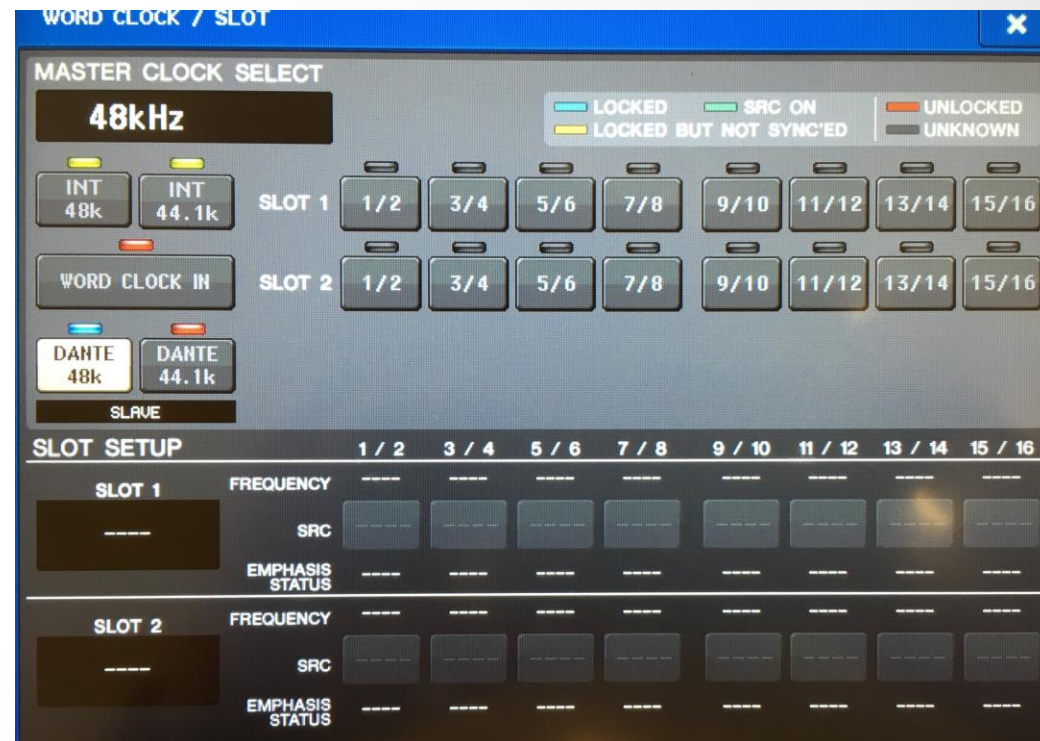 WORD CLOCK / SLOT
MASTER CLOCK SELECT
48kHz
LOCKED SRC ON UNLOCKED
LOCKED BUT NOT SYNC'ED UNKNOWN
INT 48k INT 44.1k
SLOT 1 1/2 3/4 5/6 7/8 9/10 11/12 13/14 15/16
WORD CLOCK IN
SLOT 2 1/2 3/4 5/6 7/8 9/10 11/12 13/14 15/16
DANTE 48k DANTE 44.1k
SLAVE
SLOT SETUP 1 / 2 3 / 4 5 / 6 7 / 8 9 / 10 11 / 12 13 / 14 15 / 16
SLOT 1 FREQUENCY ---- ---- ---- ---- ---- ---- ---- ----
---- SRC ---- ---- ---- ---- ---- ---- ---- ----
EMPHASIS STATUS ---- ---- ---- ---- ---- ---- ---- ----
SLOT 2 FREQUENCY ---- ---- ---- ---- ---- ---- ---- ----
---- SRC ---- ---- ---- ---- ---- ---- ---- ----
EMPHASIS STATUS ---- ---- ---- ---- ---- ---- ---- ----